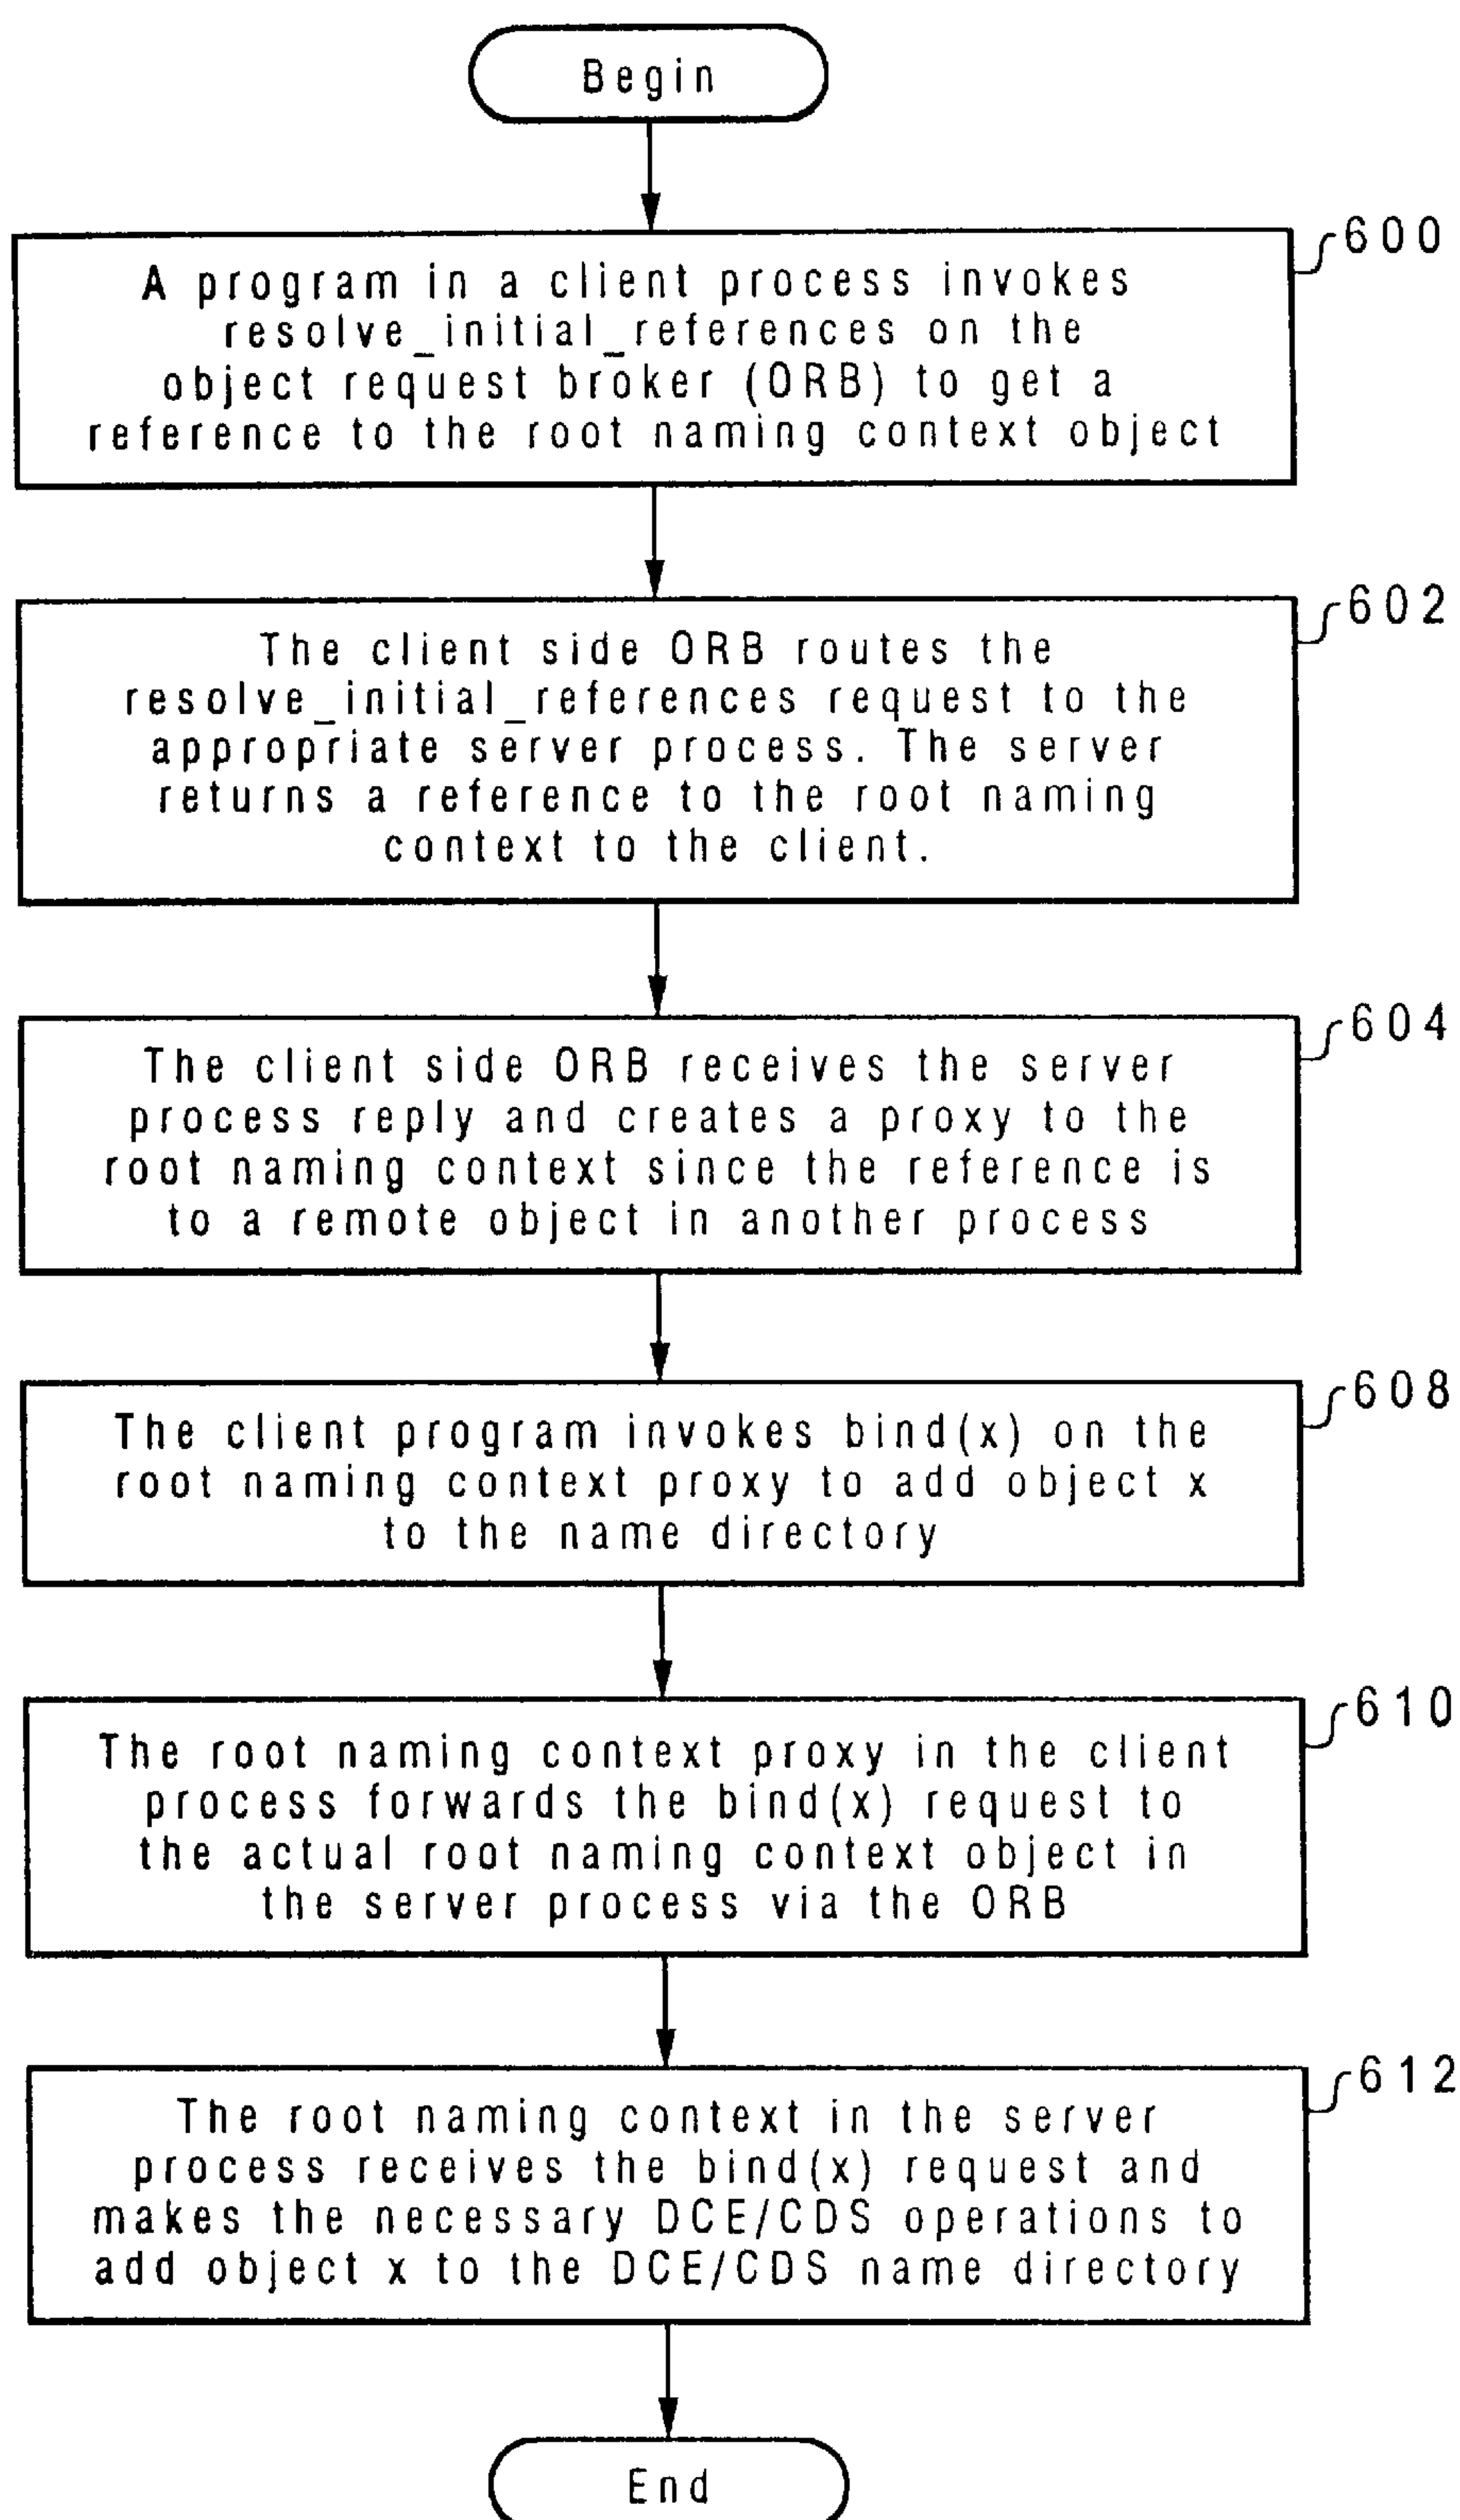 Begin
600
A program in a client process invokes
resolve_initial_references on the
object request broker (ORB) to get a
reference to the root naming context object
602
The client side ORB routes the
resolve_initial_references request to the
appropriate server process. The server
returns a reference to the root naming
context to the client.
604
The client side ORB receives the server
process reply and creates a proxy to the
root naming context since the reference is
to a remote object in another process
608
The client program invokes bind(x) on the
root naming context proxy to add object x
to the name directory
610
The root naming context proxy in the client
process forwards the bind(x) request to
the actual root naming context object in
the server process via the ORB
612
The root naming context in the server
process receives the bind(x) request and
makes the necessary DCE/CDS operations to
add object x to the DCE/CDS name directory
End